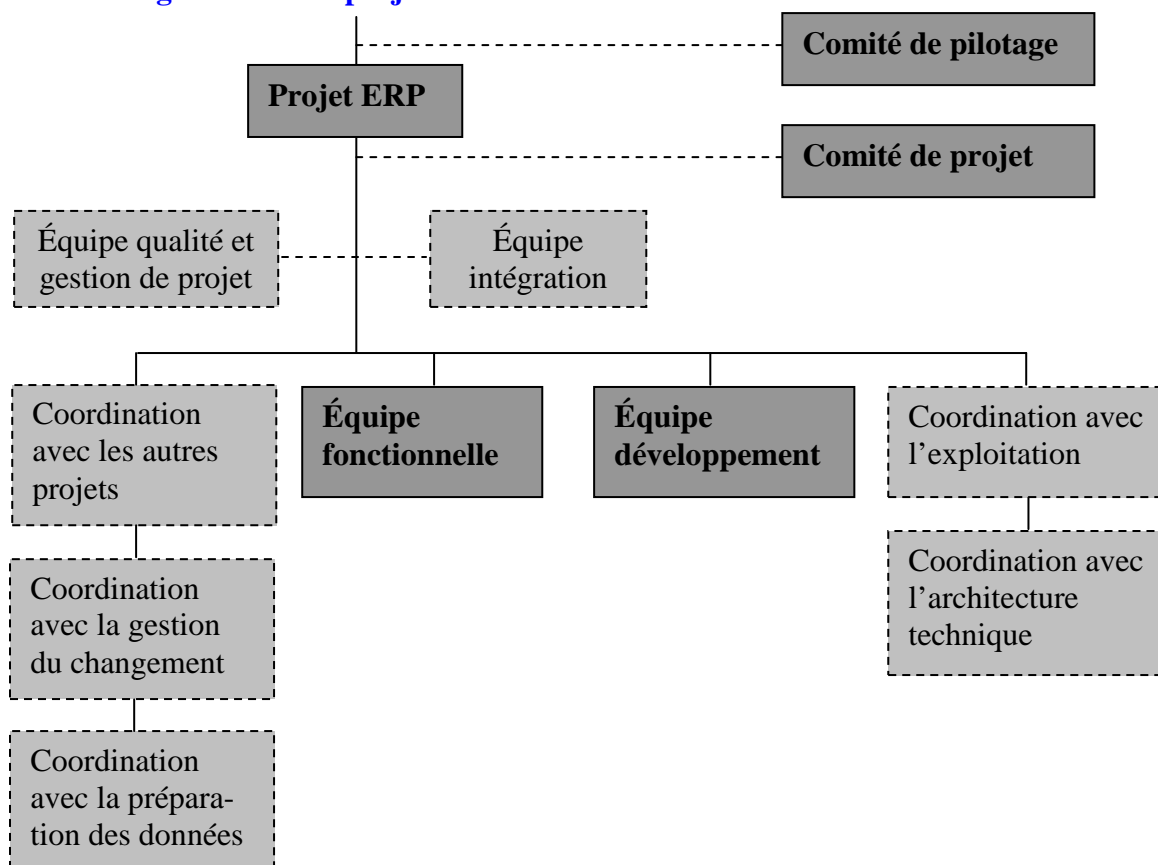 Comité de pilotage
Projet ERP
Comité de projet
Équipe qualité et
gestion de projet
Équipe
intégration
Coordination
avec les autres
projets
Équipe
fonctionnelle
Équipe
développement
Coordination avec
l’exploitation
Coordination
avec la gestion
du changement
Coordination avec
l’architecture
technique
Coordination
avec la prépara-
tion des données